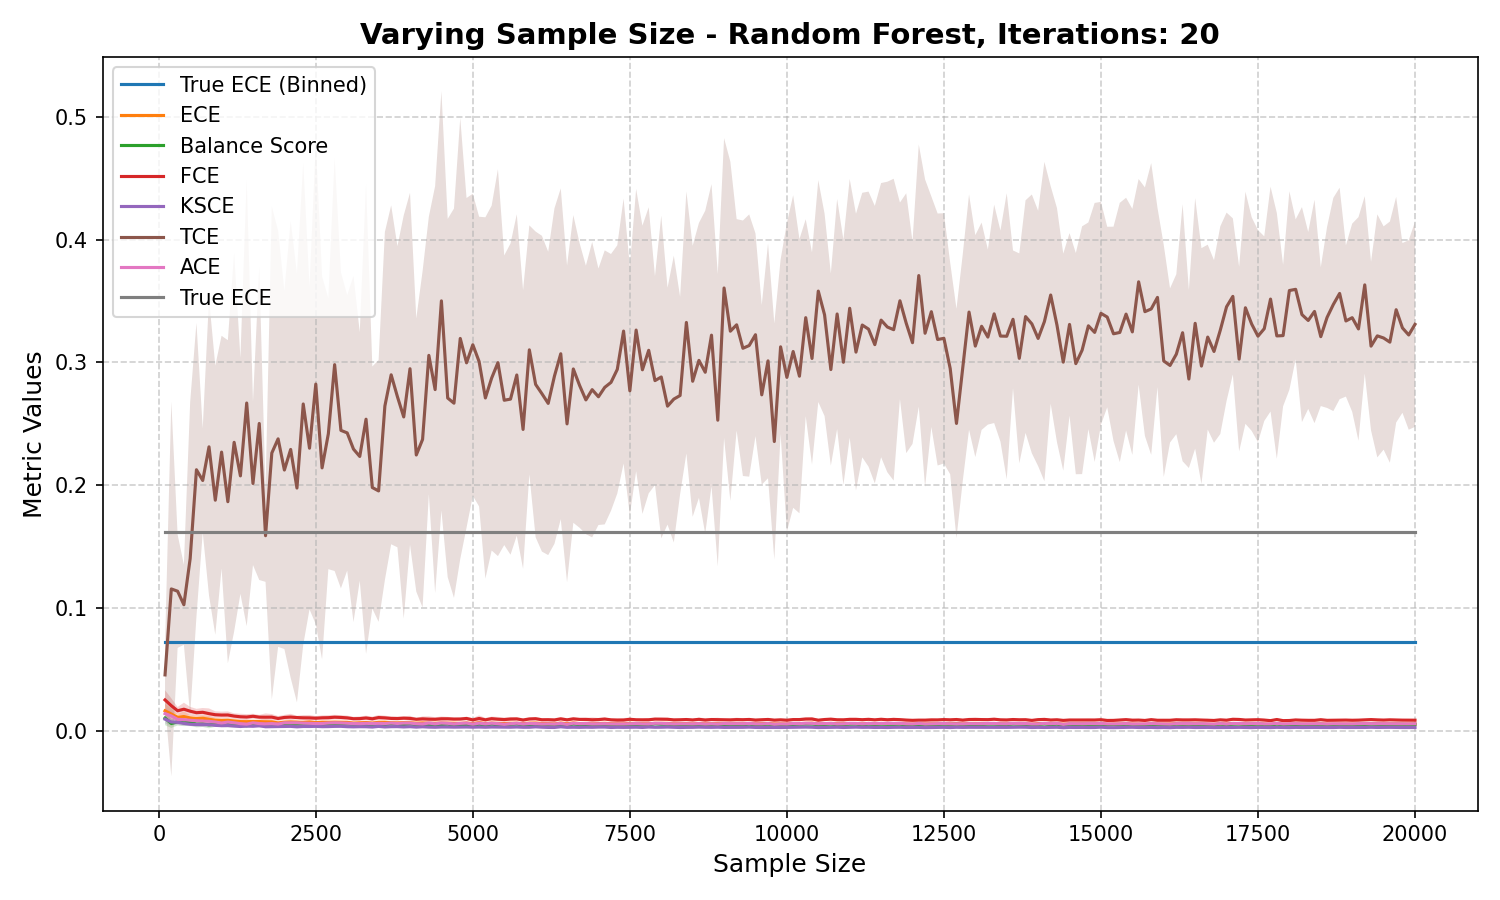 Varying Sample Size - Random Forest, Iterations: 20
True ECE (Binned)
ECE
Balance Score
FCE
KSCE
TCE
ACE
True ECE
Metric Values
0.5
0.4
0.3
0.2
0.1
0.0
0 2500 5000 7500 10000 12500 15000 17500 20000
Sample Size